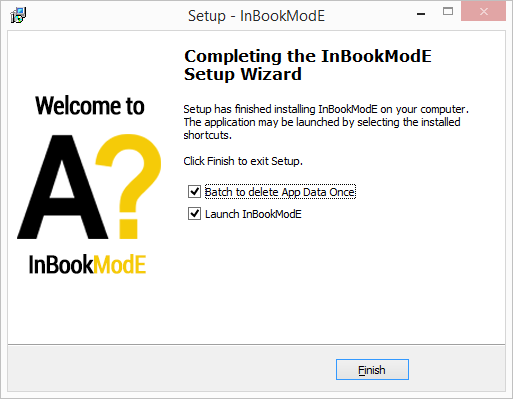 Setup - InBookModE
Completing the InBookModE
Setup Wizard
Welcome to
A?
InBookModE
Setup has finished installing InBookModE on your computer.
The application may be launched by selecting the installed
shortcuts.
Click Finish to exit Setup.
Batch to delete App Data Once
Launch InBookModE
Finish